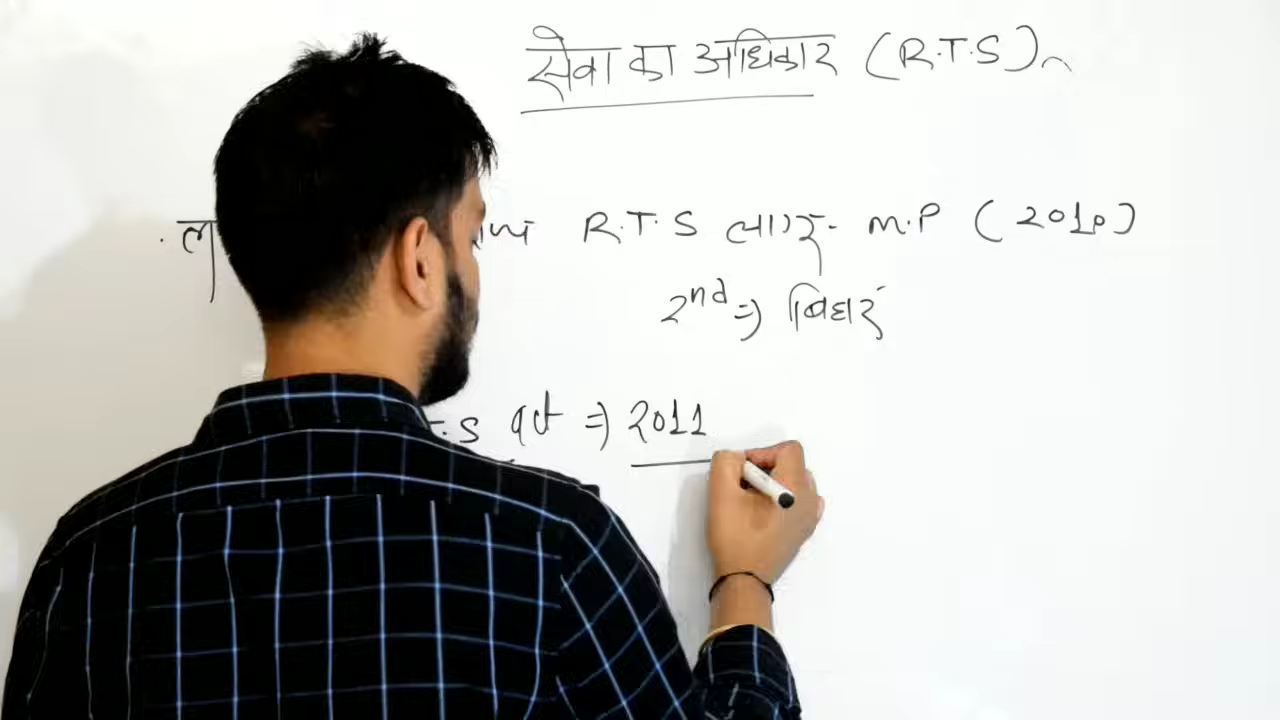 सेवा का अधिकार (R.T.S)
R.T.S लागू - M.P (2010)
2nd => बिहार
.S act => 2011